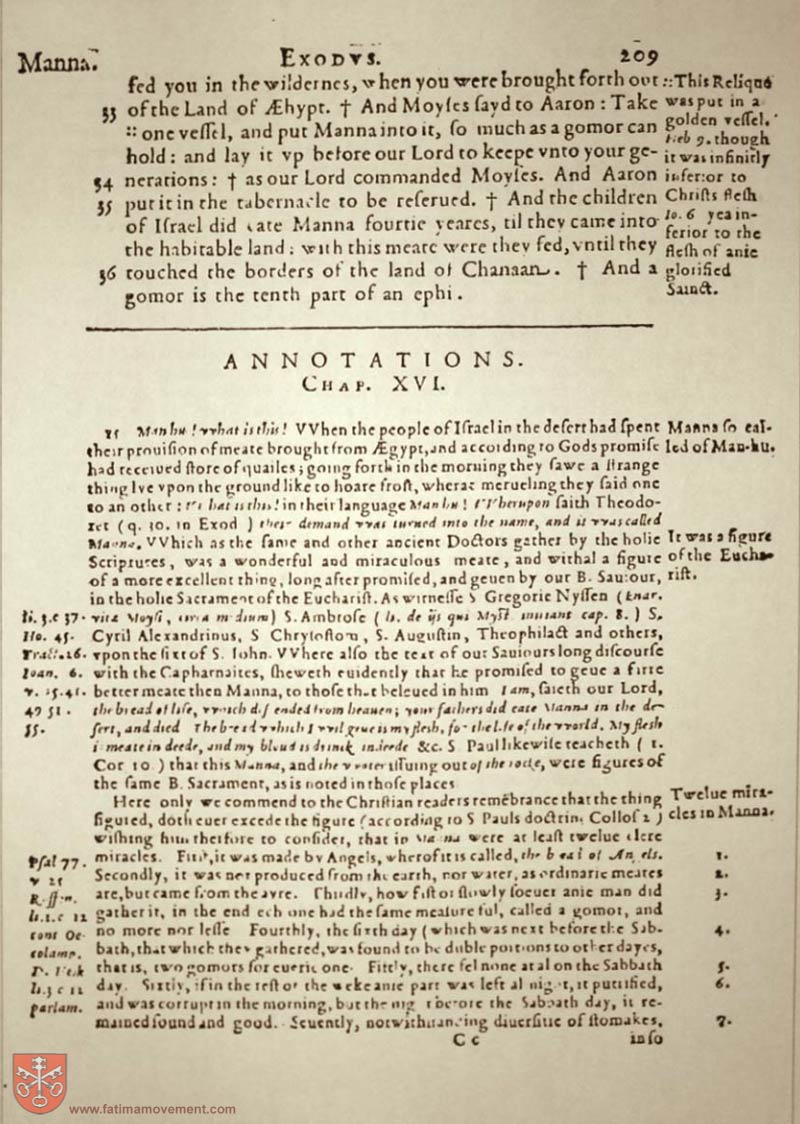 Manna.
EXODVS.
209
fed you in the wildernes, when you were brought forth out
33 of the Land of Æhypt. † And Moyses sayd to Aaron : Take
:: one vessel, and put Manna into it, so much as a gomor can
hold : and lay it vp before our Lord to keepe vnto your ge-
34 nerations : † as our Lord commanded Moyses. And Aaron
35 put it in the tabernacle to be reserued. † And the children
of Israel did eate Manna fourtie yeares, til they came into
the habitable land : with this meate were they fed, vntil they
36 touched the borders of the land of Chanaan. † And a
gomor is the tenth part of an ephi.
:: This Reliqué
was put in a
golden vessel.
Heb 9. though
it was infinitly
inferior to
Christs flesh
Io. 6 yea in-
ferior to the
flesh of anie
glorified
Sainct.
ANNOTATIONS.
CHAP. XVI.
15 Manhu ! what is this! VVhen the people of Israel in the desert had spent
their prouision of meate brought from Ægypt, and according to Gods promise
had receiued store of quailes; going forth in the morning they sawe a strange
thing lye vpon the ground like to hoare frost, wherat merueling they said one
to an other : VVhat is this! in their language Manhu! VVherupon saith Theodo-
ret (q. 30. in Exod ) their demand was turned into the name, and it was called
Manna. VVhich as the same and other ancient Doctors gather by the holie
Scriptures, was a wonderful and miraculous meate, and withal a figure
of a more excellent thing, long after promised, and geuen by our B. Sauiour,
in the holie Sacrament of the Eucharist. As witnesse S Gregorie Nyssen (Enar.
vita Moysi, circa medium) S. Ambrose ( li. de ijs qui Myst initiant cap. 8. ) S.
Cyril Alexandrinus, S Chrysostom, S. Augustin, Theophilact and others,
vpon the sixt of S. Iohn. VVhere also the text of our Sauiours long discourse
with the Capharnaites, sheweth euidently that he promised to geue a farre
better meate then Manna, to those that beleued in him I am, saieth our Lord,
the bread of life, which descended from heauen; your fathers did eate Manna in the de-
sert, and died The bread which I wil geue is my flesh, for the life of the world. My flesh
is meate in deede, and my bloud is drinck in deede &c. S Paul likewise teacheth ( 1.
Cor 10 ) that this Manna, and the water issuing out of the rocke, were figures of
the same B. Sacrament, as is noted in those places
Here only we commend to the Christian readers remẽbrance that the thing
figured, doth euer excede the figure (according to S Pauls doctrin. Collos 2 )
wishing him therfore to consider, that in Manna were at least twelue clere
miracles. First, it was made by Angels, wherof it is called, the bread of Angels.
Secondly, it was not produced from the earth, nor water, as ordinarie meates
are, but came from the ayre. Thirdly, how fast or slowly soeuer anie man did
gather it, in the end ech one had the same measure ful, called a gomor, and
no more nor lesse Fourthly, the sixth day ( which was next before the Sab-
bath, that which they gathered, was found to be duble portions to other dayes,
that is, two gomors for euerie one. Fiftly, there fel none at al on the Sabbath
day. Sixtly, if in the rest of the weke anie part was left al night, it putrified,
and was corrupt in the morning, but the night before the Sabbath day, it re-
mained sound and good. Seuently, notwithstanding diuersitie of stomakes,
Cc
inso
Manna so cal-
led of Man-hu.
It was a figure
of the Eucha-
rist.
Twelue mira-
cles in Manna.
1.
2.
3.
4.
5.
6.
7.
li. 3. c 37.
Ho. 45.
Tract. 26.
Ioan. 6.
v. 35. 41.
49 51.
55.
Psal 77.
v 25
li. 3 c 12
www.fatimamovement.com